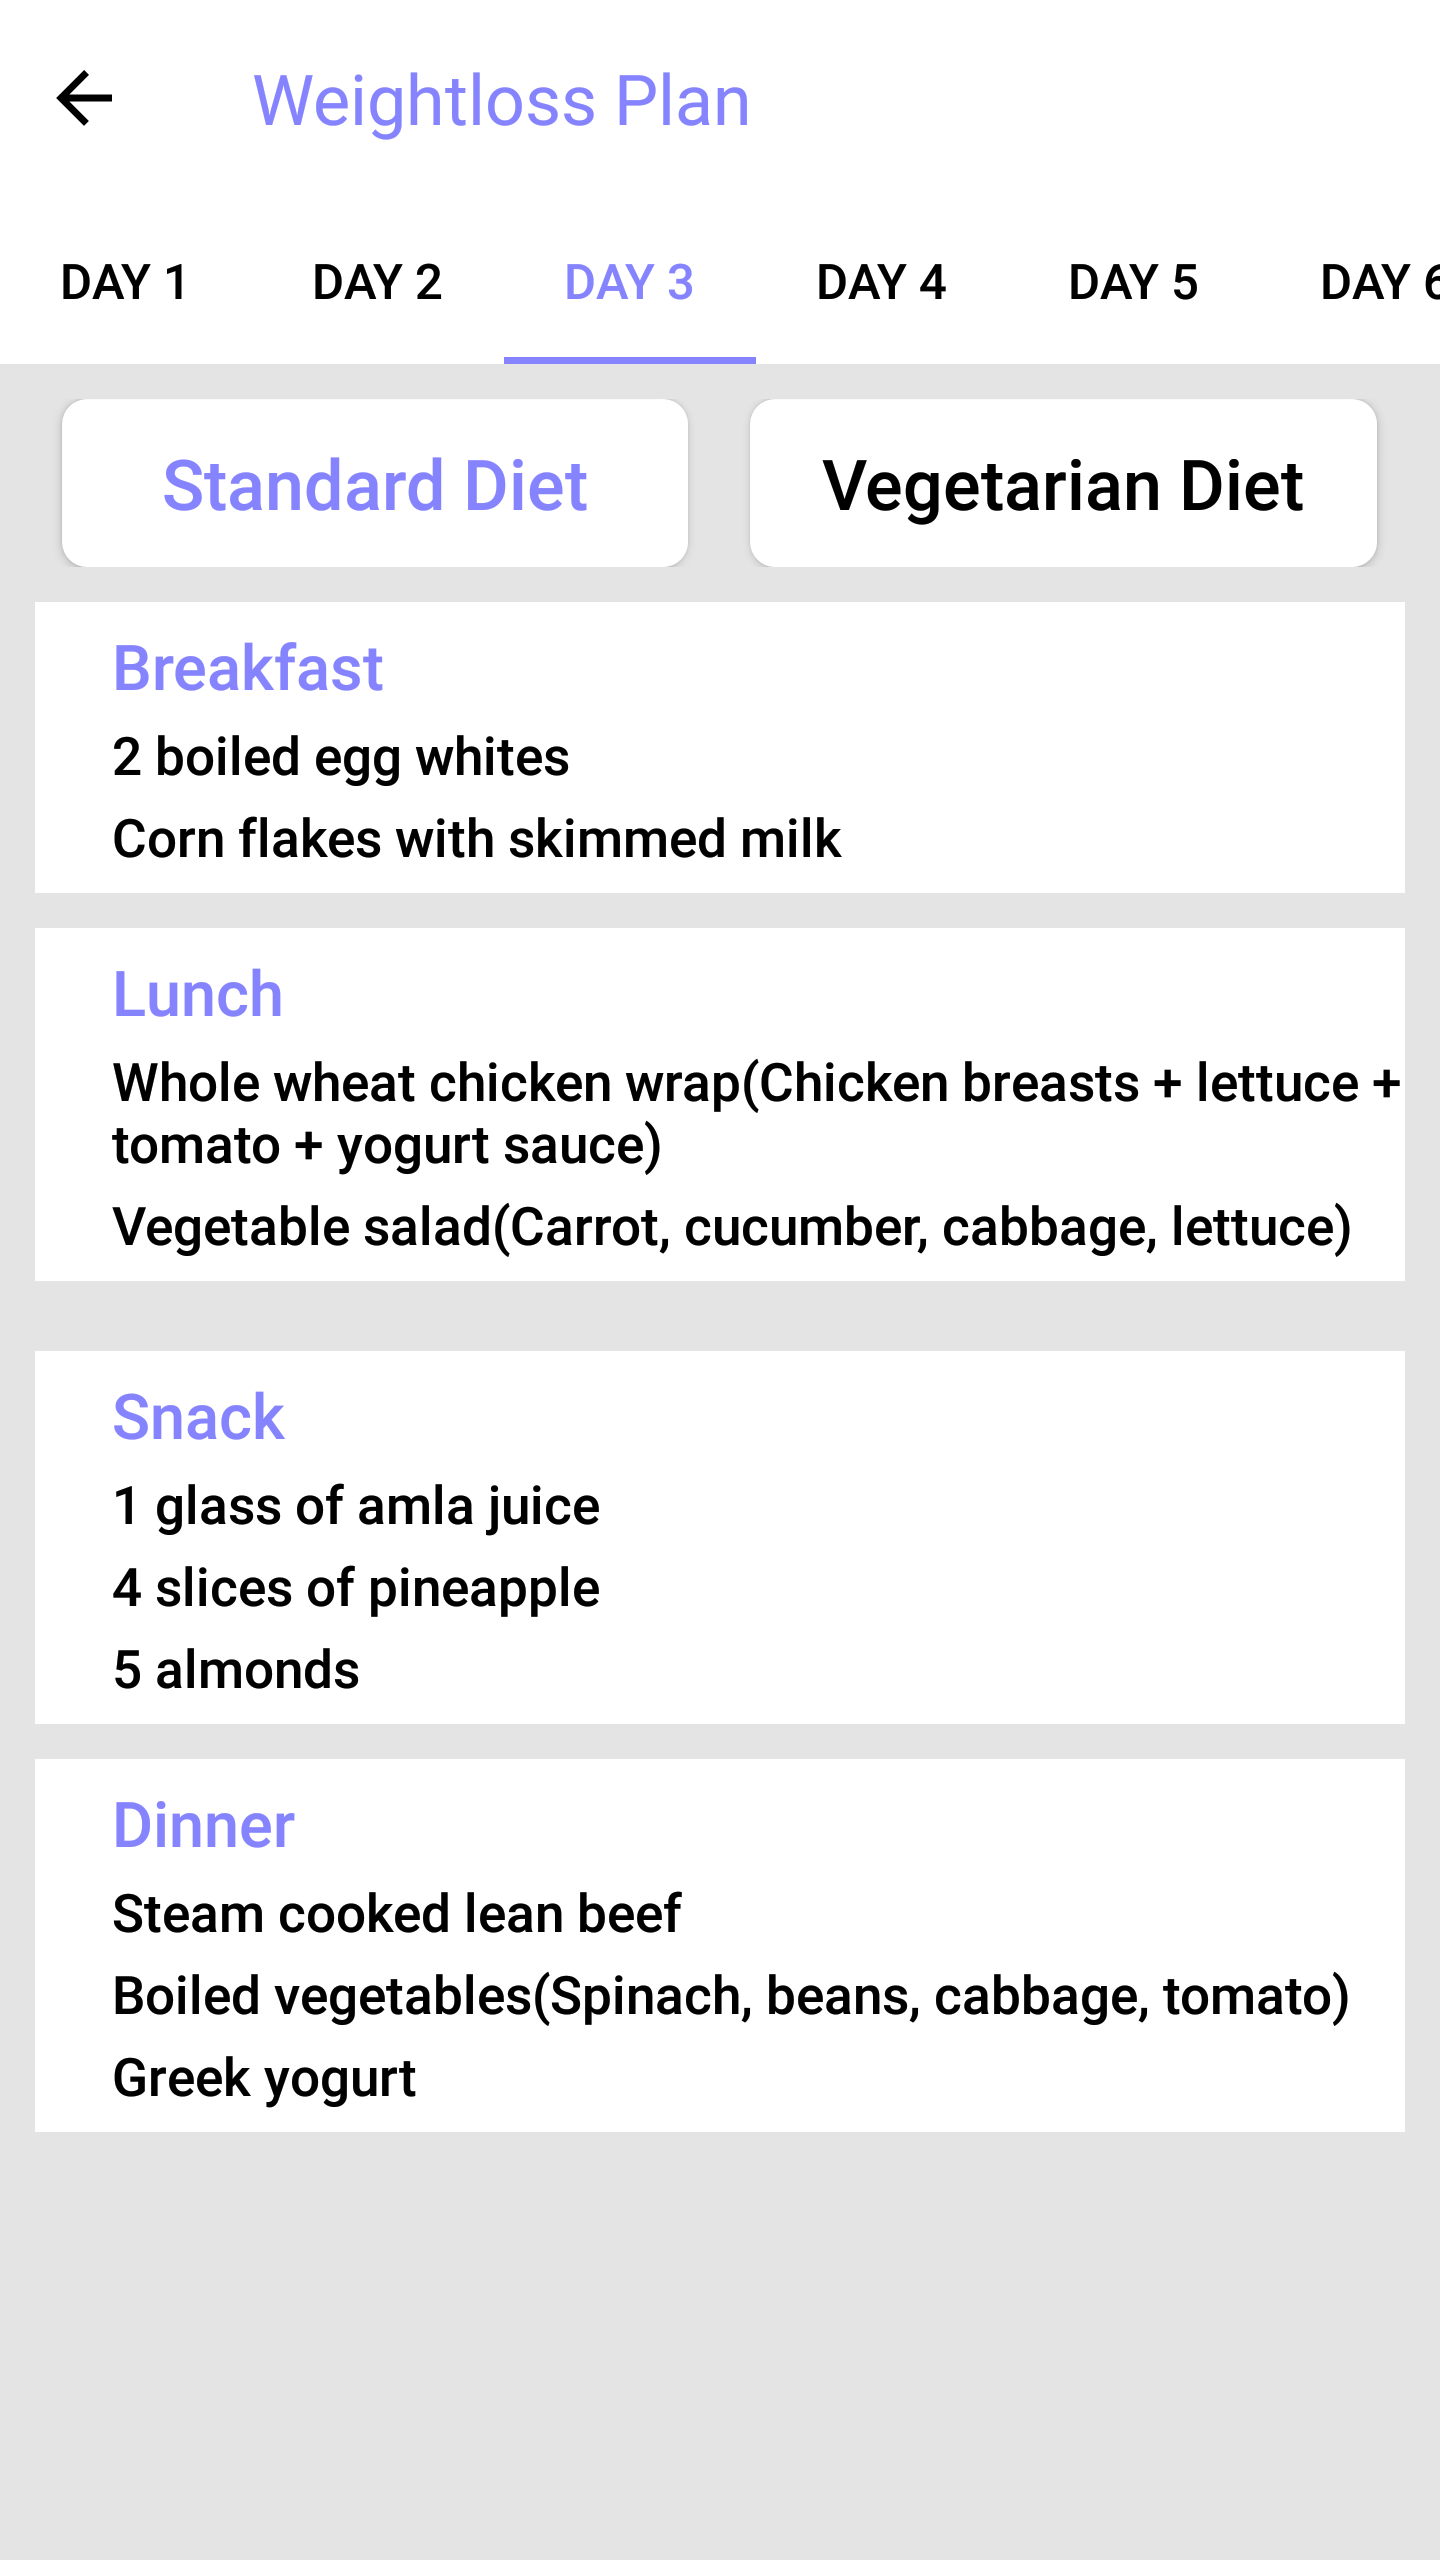 Weightloss Plan
DAY 1 DAY 2 DAY 3 DAY 4 DAY 5 DAY 6
Standard Diet Vegetarian Diet
Breakfast
2 boiled egg whites
Corn flakes with skimmed milk
Lunch
Whole wheat chicken wrap(Chicken breasts + lettuce +
tomato + yogurt sauce)
Vegetable salad(Carrot, cucumber, cabbage, lettuce)
Snack
1 glass of amla juice
4 slices of pineapple
5 almonds
Dinner
Steam cooked lean beef
Boiled vegetables(Spinach, beans, cabbage, tomato)
Greek yogurt